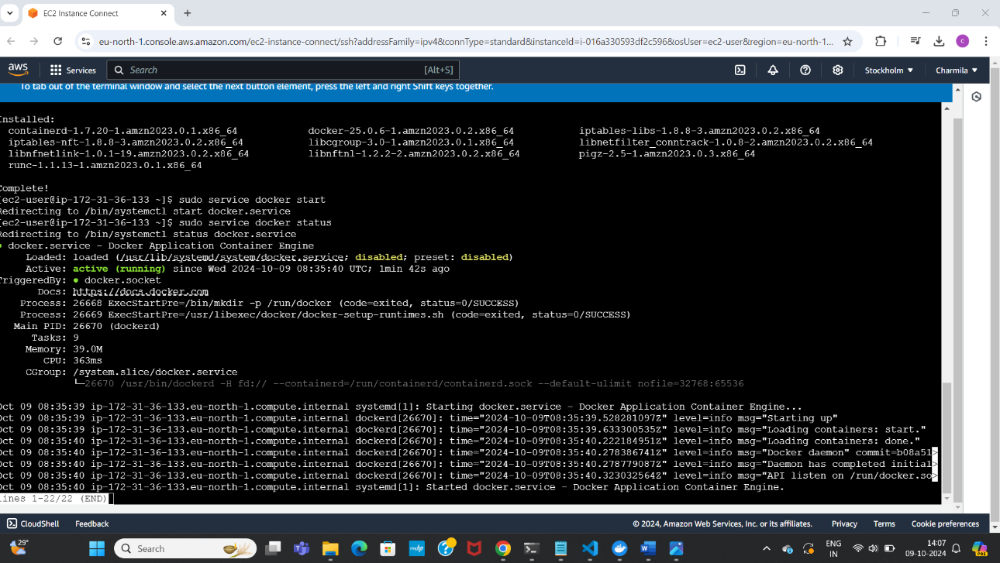 EC2 Instance Connect
eu-north-1.console.aws.amazon.com/ec2-instance-connect/ssh?addressFamily=ipv4&connType=standard&instanceId=i-016a330593df2c596&osUser=ec2-user&region=eu-north-1...
c
aws
Services
Search
[Alt+S]
Stockholm
Charmila
To tab out of the terminal window and select the next button element, press the left and right Shift keys together.
Installed:
containerd-1.7.20-1.amzn2023.0.1.x86_64 docker-25.0.6-1.amzn2023.0.2.x86_64 iptables-libs-1.8.8-3.amzn2023.0.2.x86_64
iptables-nft-1.8.8-3.amzn2023.0.2.x86_64 libcgroup-3.0-1.amzn2023.0.1.x86_64 libnetfilter_conntrack-1.0.8-2.amzn2023.0.2.x86_64
libnfnetlink-1.0.1-19.amzn2023.0.2.x86_64 libnftnl-1.2.2-2.amzn2023.0.2.x86_64 pigz-2.5-1.amzn2023.0.3.x86_64
runc-1.1.13-1.amzn2023.0.1.x86_64
Complete!
[ec2-user@ip-172-31-36-133 ~]$ sudo service docker start
Redirecting to /bin/systemctl start docker.service
[ec2-user@ip-172-31-36-133 ~]$ sudo service docker status
Redirecting to /bin/systemctl status docker.service
● docker.service - Docker Application Container Engine
Loaded: loaded (/usr/lib/systemd/system/docker.service; disabled; preset: disabled)
Active: active (running) since Wed 2024-10-09 08:35:40 UTC; 1min 42s ago
TriggeredBy: ● docker.socket
Docs: https://docs.docker.com
Process: 26668 ExecStartPre=/bin/mkdir -p /run/docker (code=exited, status=0/SUCCESS)
Process: 26669 ExecStartPre=/usr/libexec/docker/docker-setup-runtimes.sh (code=exited, status=0/SUCCESS)
Main PID: 26670 (dockerd)
Tasks: 9
Memory: 39.0M
CPU: 363ms
CGroup: /system.slice/docker.service
└─26670 /usr/bin/dockerd -H fd:// --containerd=/run/containerd/containerd.sock --default-ulimit nofile=32768:65536
Oct 09 08:35:39 ip-172-31-36-133.eu-north-1.compute.internal systemd[1]: Starting docker.service - Docker Application Container Engine...
Oct 09 08:35:39 ip-172-31-36-133.eu-north-1.compute.internal dockerd[26670]: time="2024-10-09T08:35:39.528281097Z" level=info msg="Starting up"
Oct 09 08:35:39 ip-172-31-36-133.eu-north-1.compute.internal dockerd[26670]: time="2024-10-09T08:35:39.633300535Z" level=info msg="Loading containers: start."
Oct 09 08:35:40 ip-172-31-36-133.eu-north-1.compute.internal dockerd[26670]: time="2024-10-09T08:35:40.222184951Z" level=info msg="Loading containers: done."
Oct 09 08:35:40 ip-172-31-36-133.eu-north-1.compute.internal dockerd[26670]: time="2024-10-09T08:35:40.278386741Z" level=info msg="Docker daemon" commit=b08a51>
Oct 09 08:35:40 ip-172-31-36-133.eu-north-1.compute.internal dockerd[26670]: time="2024-10-09T08:35:40.278779087Z" level=info msg="Daemon has completed initial>
Oct 09 08:35:40 ip-172-31-36-133.eu-north-1.compute.internal dockerd[26670]: time="2024-10-09T08:35:40.323032564Z" level=info msg="API listen on /run/docker.so>
Oct 09 08:35:40 ip-172-31-36-133.eu-north-1.compute.internal systemd[1]: Started docker.service - Docker Application Container Engine.
lines 1-22/22 (END)
CloudShell
Feedback
© 2024, Amazon Web Services, Inc. or its affiliates.
Privacy
Terms
Cookie preferences
29°
Search
myhp
ENG
IN
14:07
09-10-2024
PRE